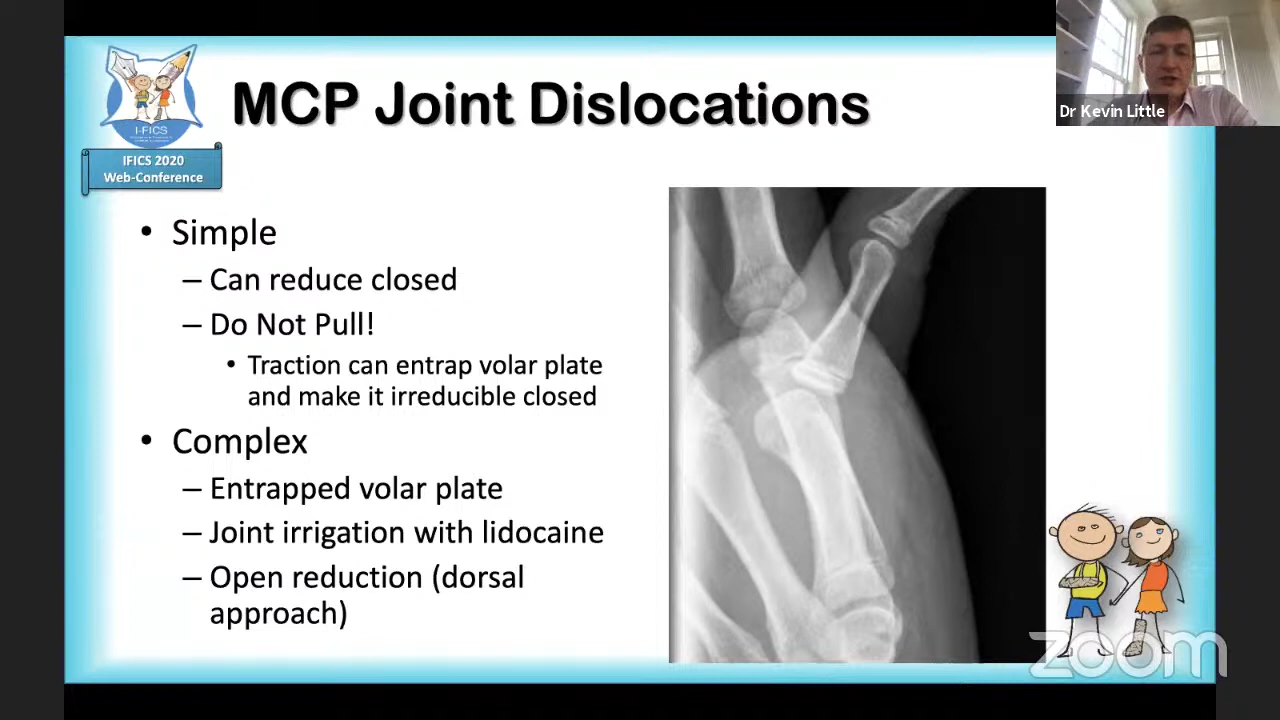 MCP Joint Dislocations
Dr Kevin Little
I-FICS
IFICS 2020
Web-Conference
• Simple
– Can reduce closed
– Do Not Pull!
• Traction can entrap volar plate
and make it irreducible closed
• Complex
– Entrapped volar plate
– Joint irrigation with lidocaine
– Open reduction (dorsal
approach)
zoom